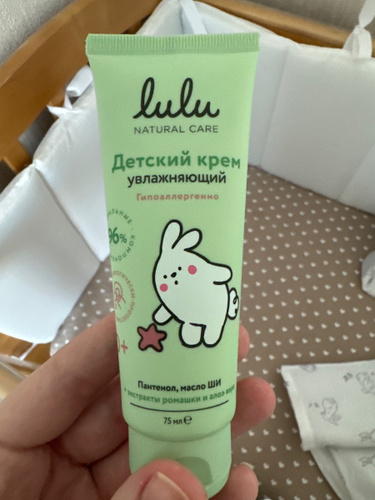 lulu
NATURAL CARE
Детский крем
увлажняющий
Гипоаллергенно
96%
Пантенол, масло ШИ
+ экстракты ромашки и алоэ вера
75 мл e